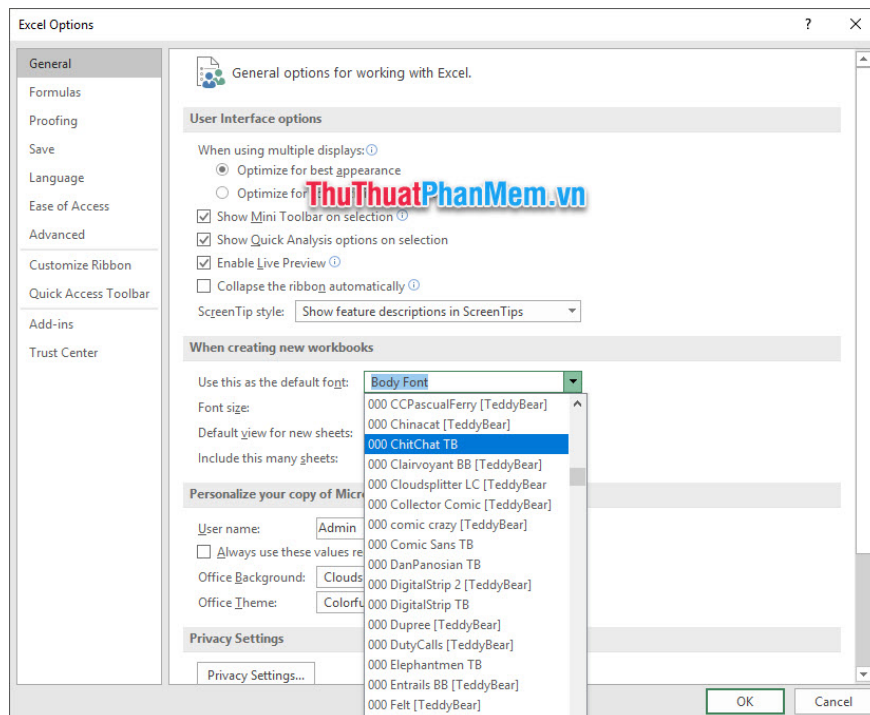 Excel Options
?
General
Formulas
Proofing
Save
Language
Ease of Access
Advanced
Customize Ribbon
Quick Access Toolbar
Add-ins
Trust Center
General options for working with Excel.
User Interface options
When using multiple displays:
Optimize for best appearance
Optimize for
ThuThuatPhanMem.vn
Show Mini Toolbar on selection
Show Quick Analysis options on selection
Enable Live Preview
Collapse the ribbon automatically
ScreenTip style: Show feature descriptions in ScreenTips
When creating new workbooks
Use this as the default font: Body Font
Font size:
Default view for new sheets:
Include this many sheets:
000 CCPascualFerry [TeddyBear]
000 Chinacat [TeddyBear]
000 ChitChat TB
000 Clairvoyant BB [TeddyBear]
000 Cloudsplitter LC [TeddyBear
000 Collector Comic [TeddyBear]
000 comic crazy [TeddyBear]
000 Comic Sans TB
000 DanPanosian TB
000 DigitalStrip 2 [TeddyBear]
000 DigitalStrip TB
000 Dupree [TeddyBear]
000 DutyCalls [TeddyBear]
000 Elephantmen TB
000 Entrails BB [TeddyBear]
000 Felt [TeddyBear]
Personalize your copy of Micr
User name: Admin
Always use these values re
Office Background: Clouds
Office Theme: Colorfu
Privacy Settings
Privacy Settings...
OK
Cancel